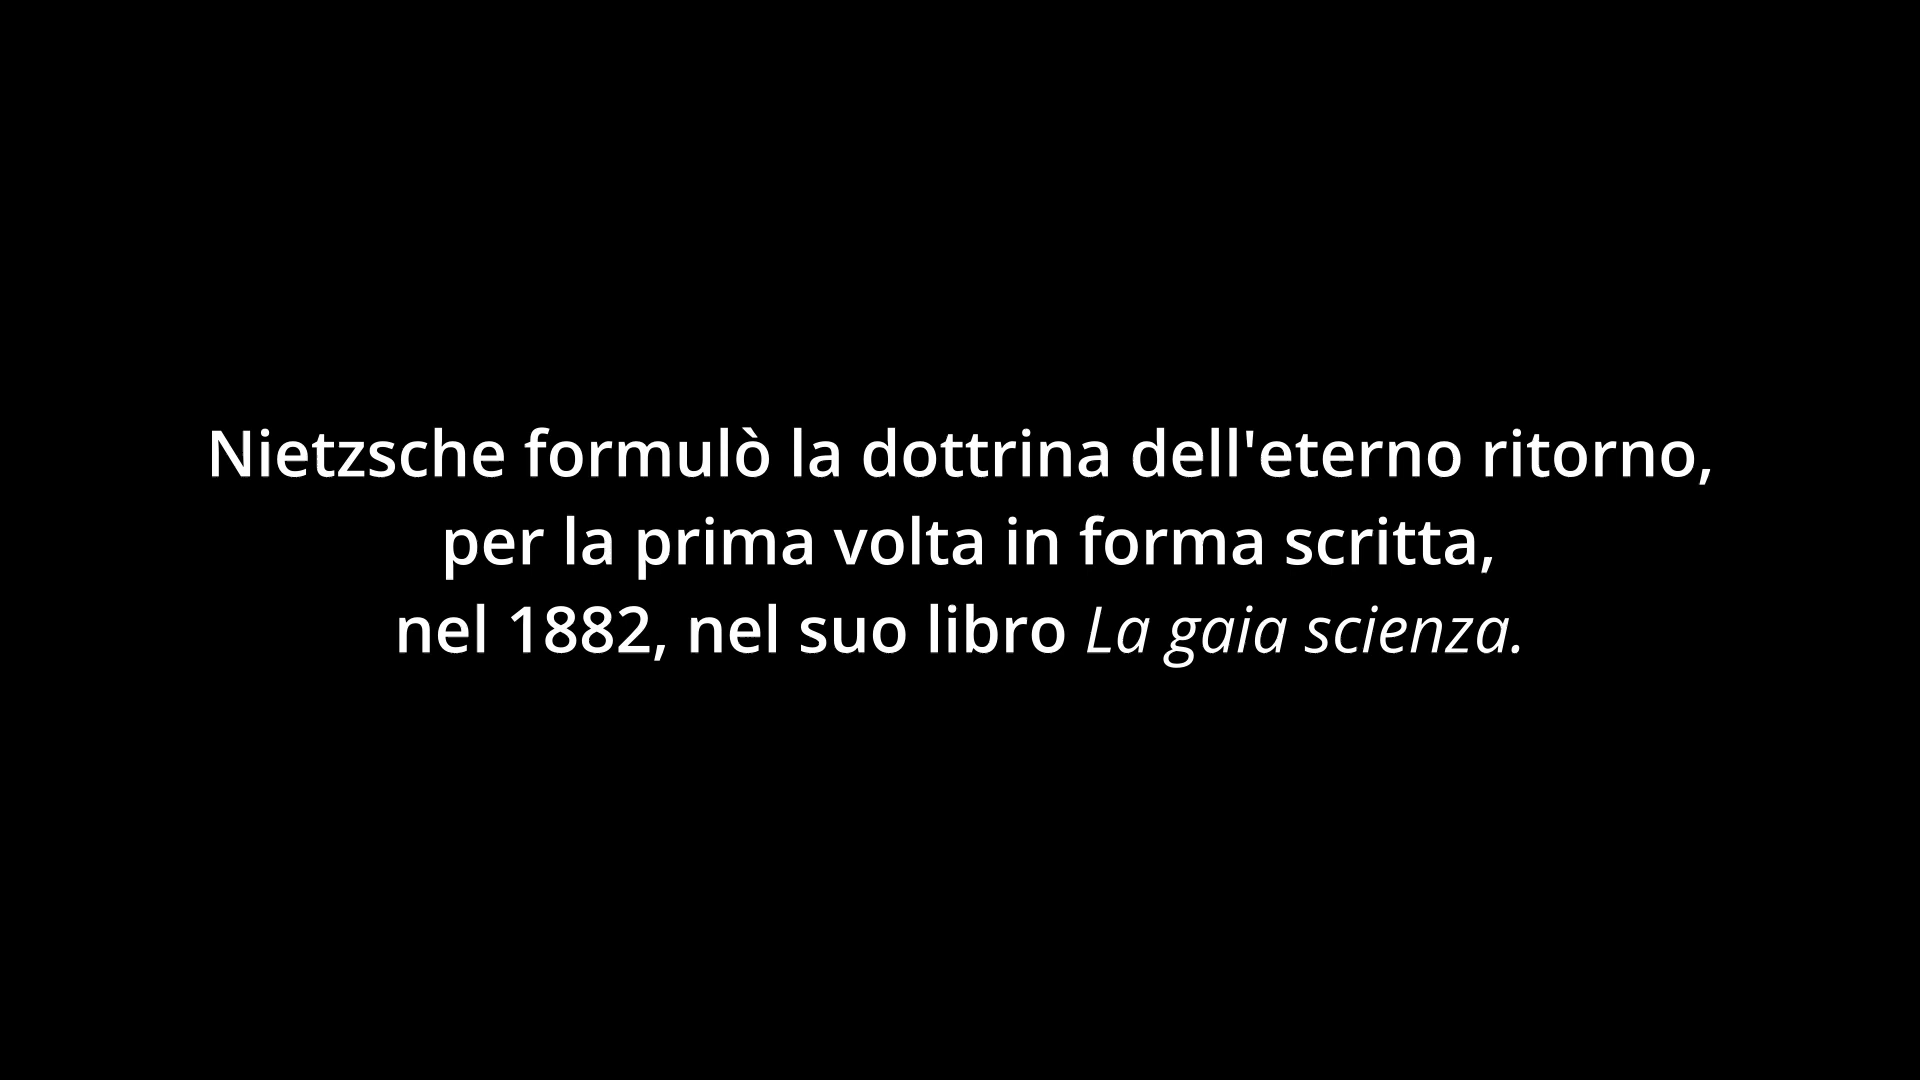 Nietzsche formulò la dottrina dell'eterno ritorno,
per la prima volta in forma scritta,
nel 1882, nel suo libro La gaia scienza.